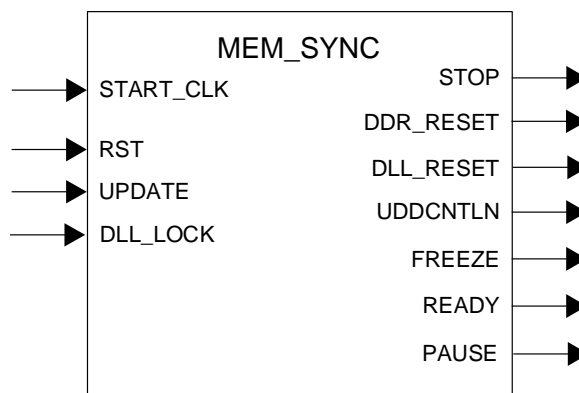 MEM_SYNC
START_CLK
RST
UPDATE
DLL_LOCK
STOP
DDR_RESET
DLL_RESET
UDDCNTLN
FREEZE
READY
PAUSE